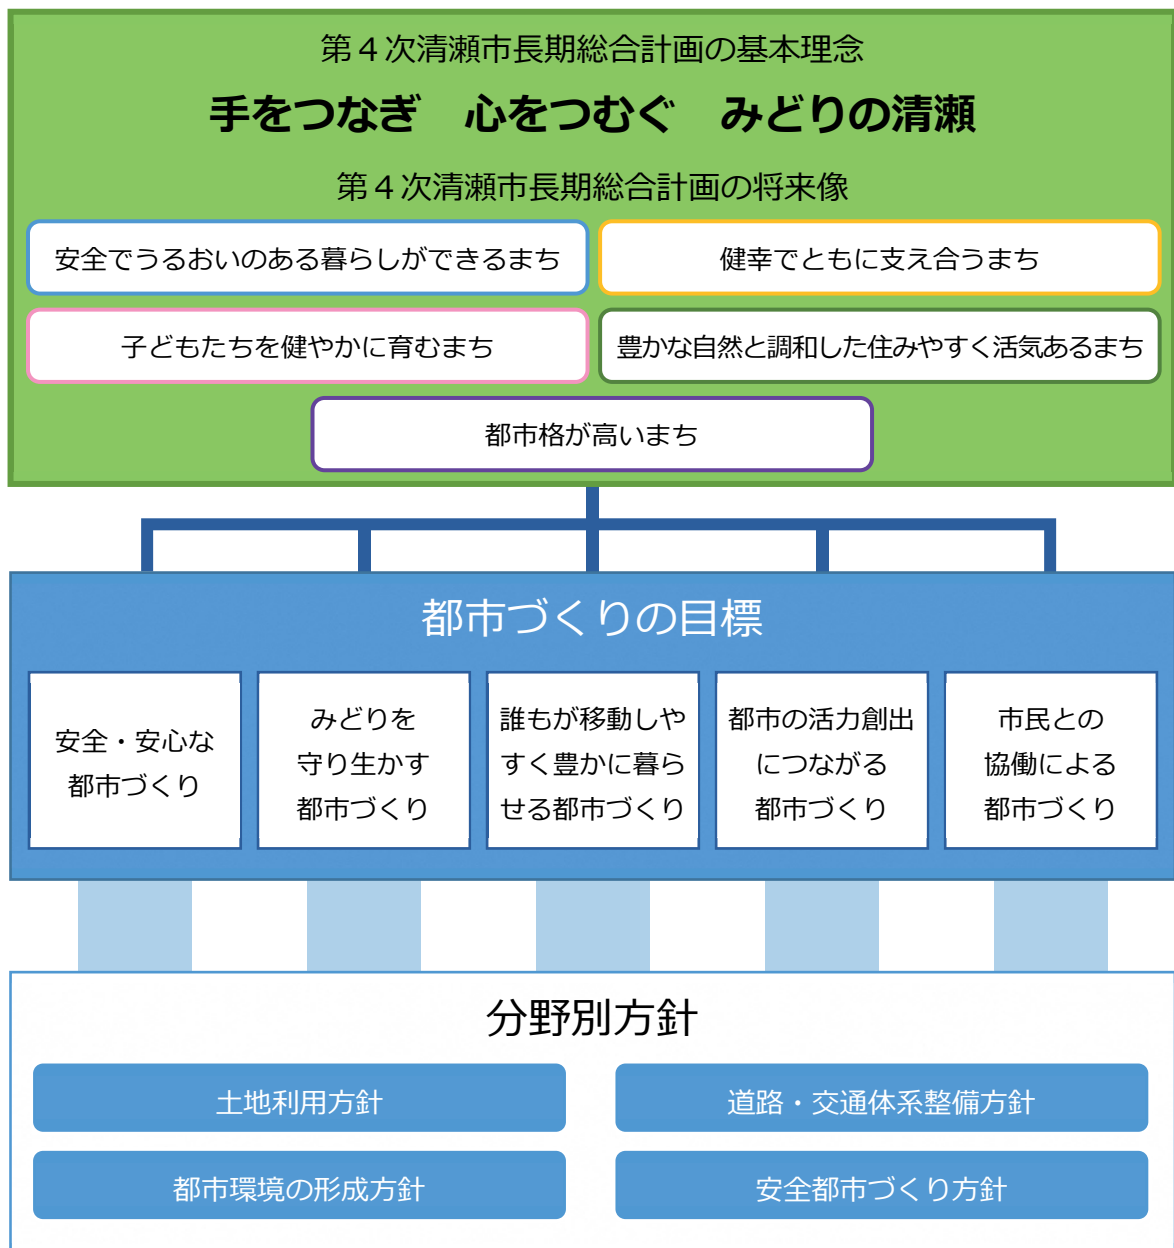 第４次清瀬市長期総合計画の基本理念
手をつなぎ　心をつむぐ　みどりの清瀬
第４次清瀬市長期総合計画の将来像
安全でうるおいのある暮らしができるまち
健幸でともに支え合うまち
子どもたちを健やかに育むまち
豊かな自然と調和した住みやすく活気あるまち
都市格が高いまち
都市づくりの目標
安全・安心な
都市づくり
みどりを
守り生かす
都市づくり
誰もが移動しや
すく豊かに暮ら
せる都市づくり
都市の活力創出
につながる
都市づくり
市民との
協働による
都市づくり
分野別方針
土地利用方針
道路・交通体系整備方針
都市環境の形成方針
安全都市づくり方針